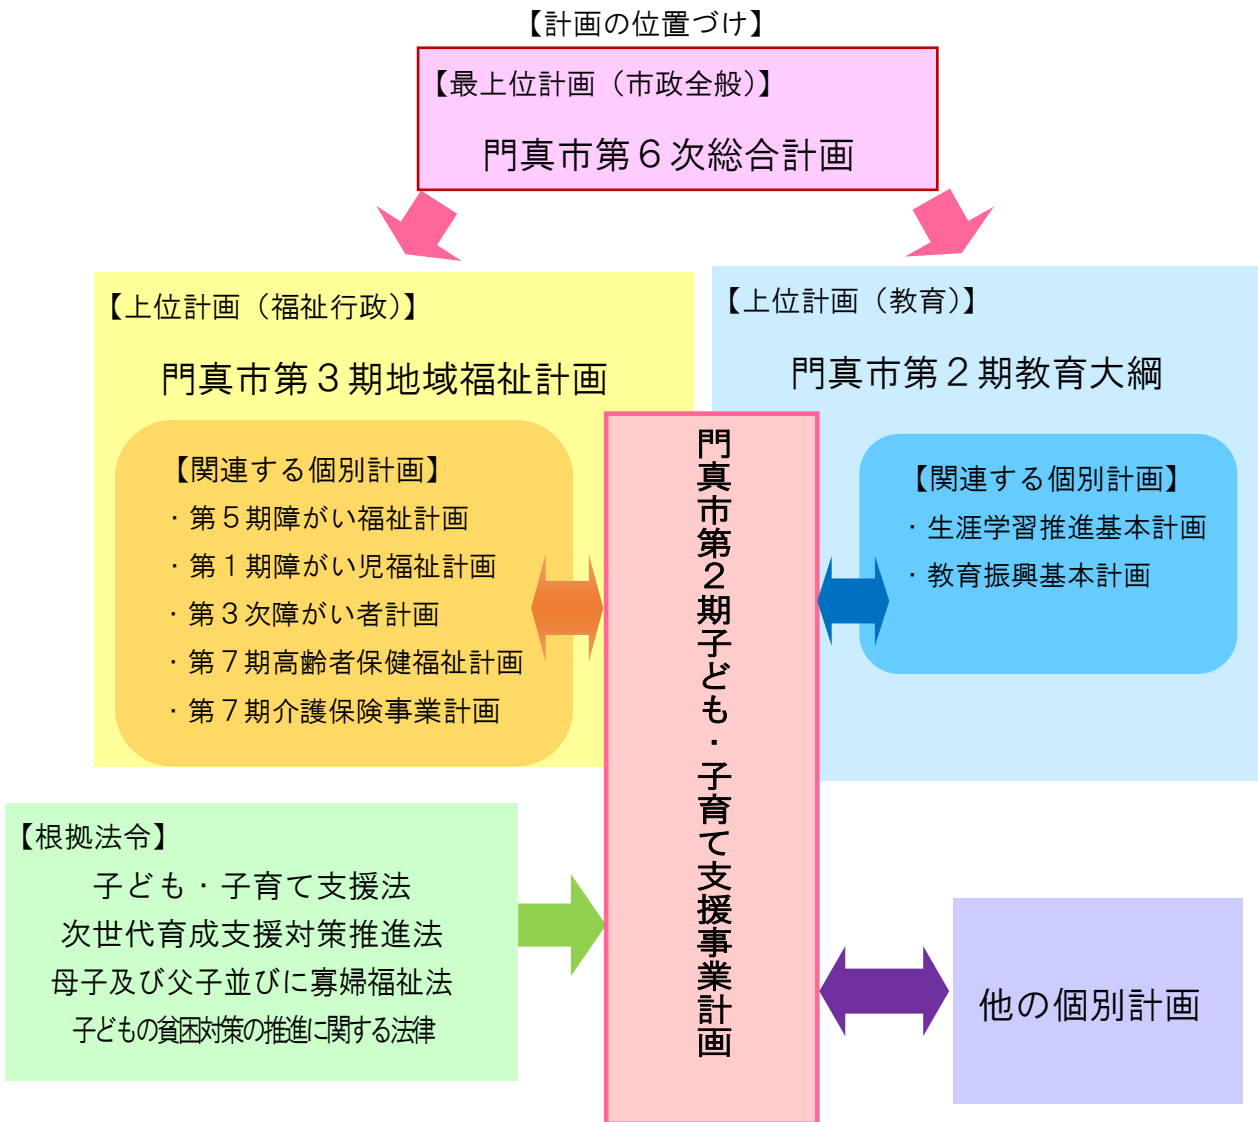 【計画の位置づけ】
【最上位計画（市政全般）】
門真市第６次総合計画
【上位計画（福祉行政）】
門真市第３期地域福祉計画
【関連する個別計画】
・第５期障がい福祉計画
・第１期障がい児福祉計画
・第３次障がい者計画
・第７期高齢者保健福祉計画
・第７期介護保険事業計画
【上位計画（教育）】
門真市第２期教育大綱
【関連する個別計画】
・生涯学習推進基本計画
・教育振興基本計画
門真市第２期子ども・子育て支援事業計画
【根拠法令】
子ども・子育て支援法
次世代育成支援対策推進法
母子及び父子並びに寡婦福祉法
子どもの貧困対策の推進に関する法律
他の個別計画